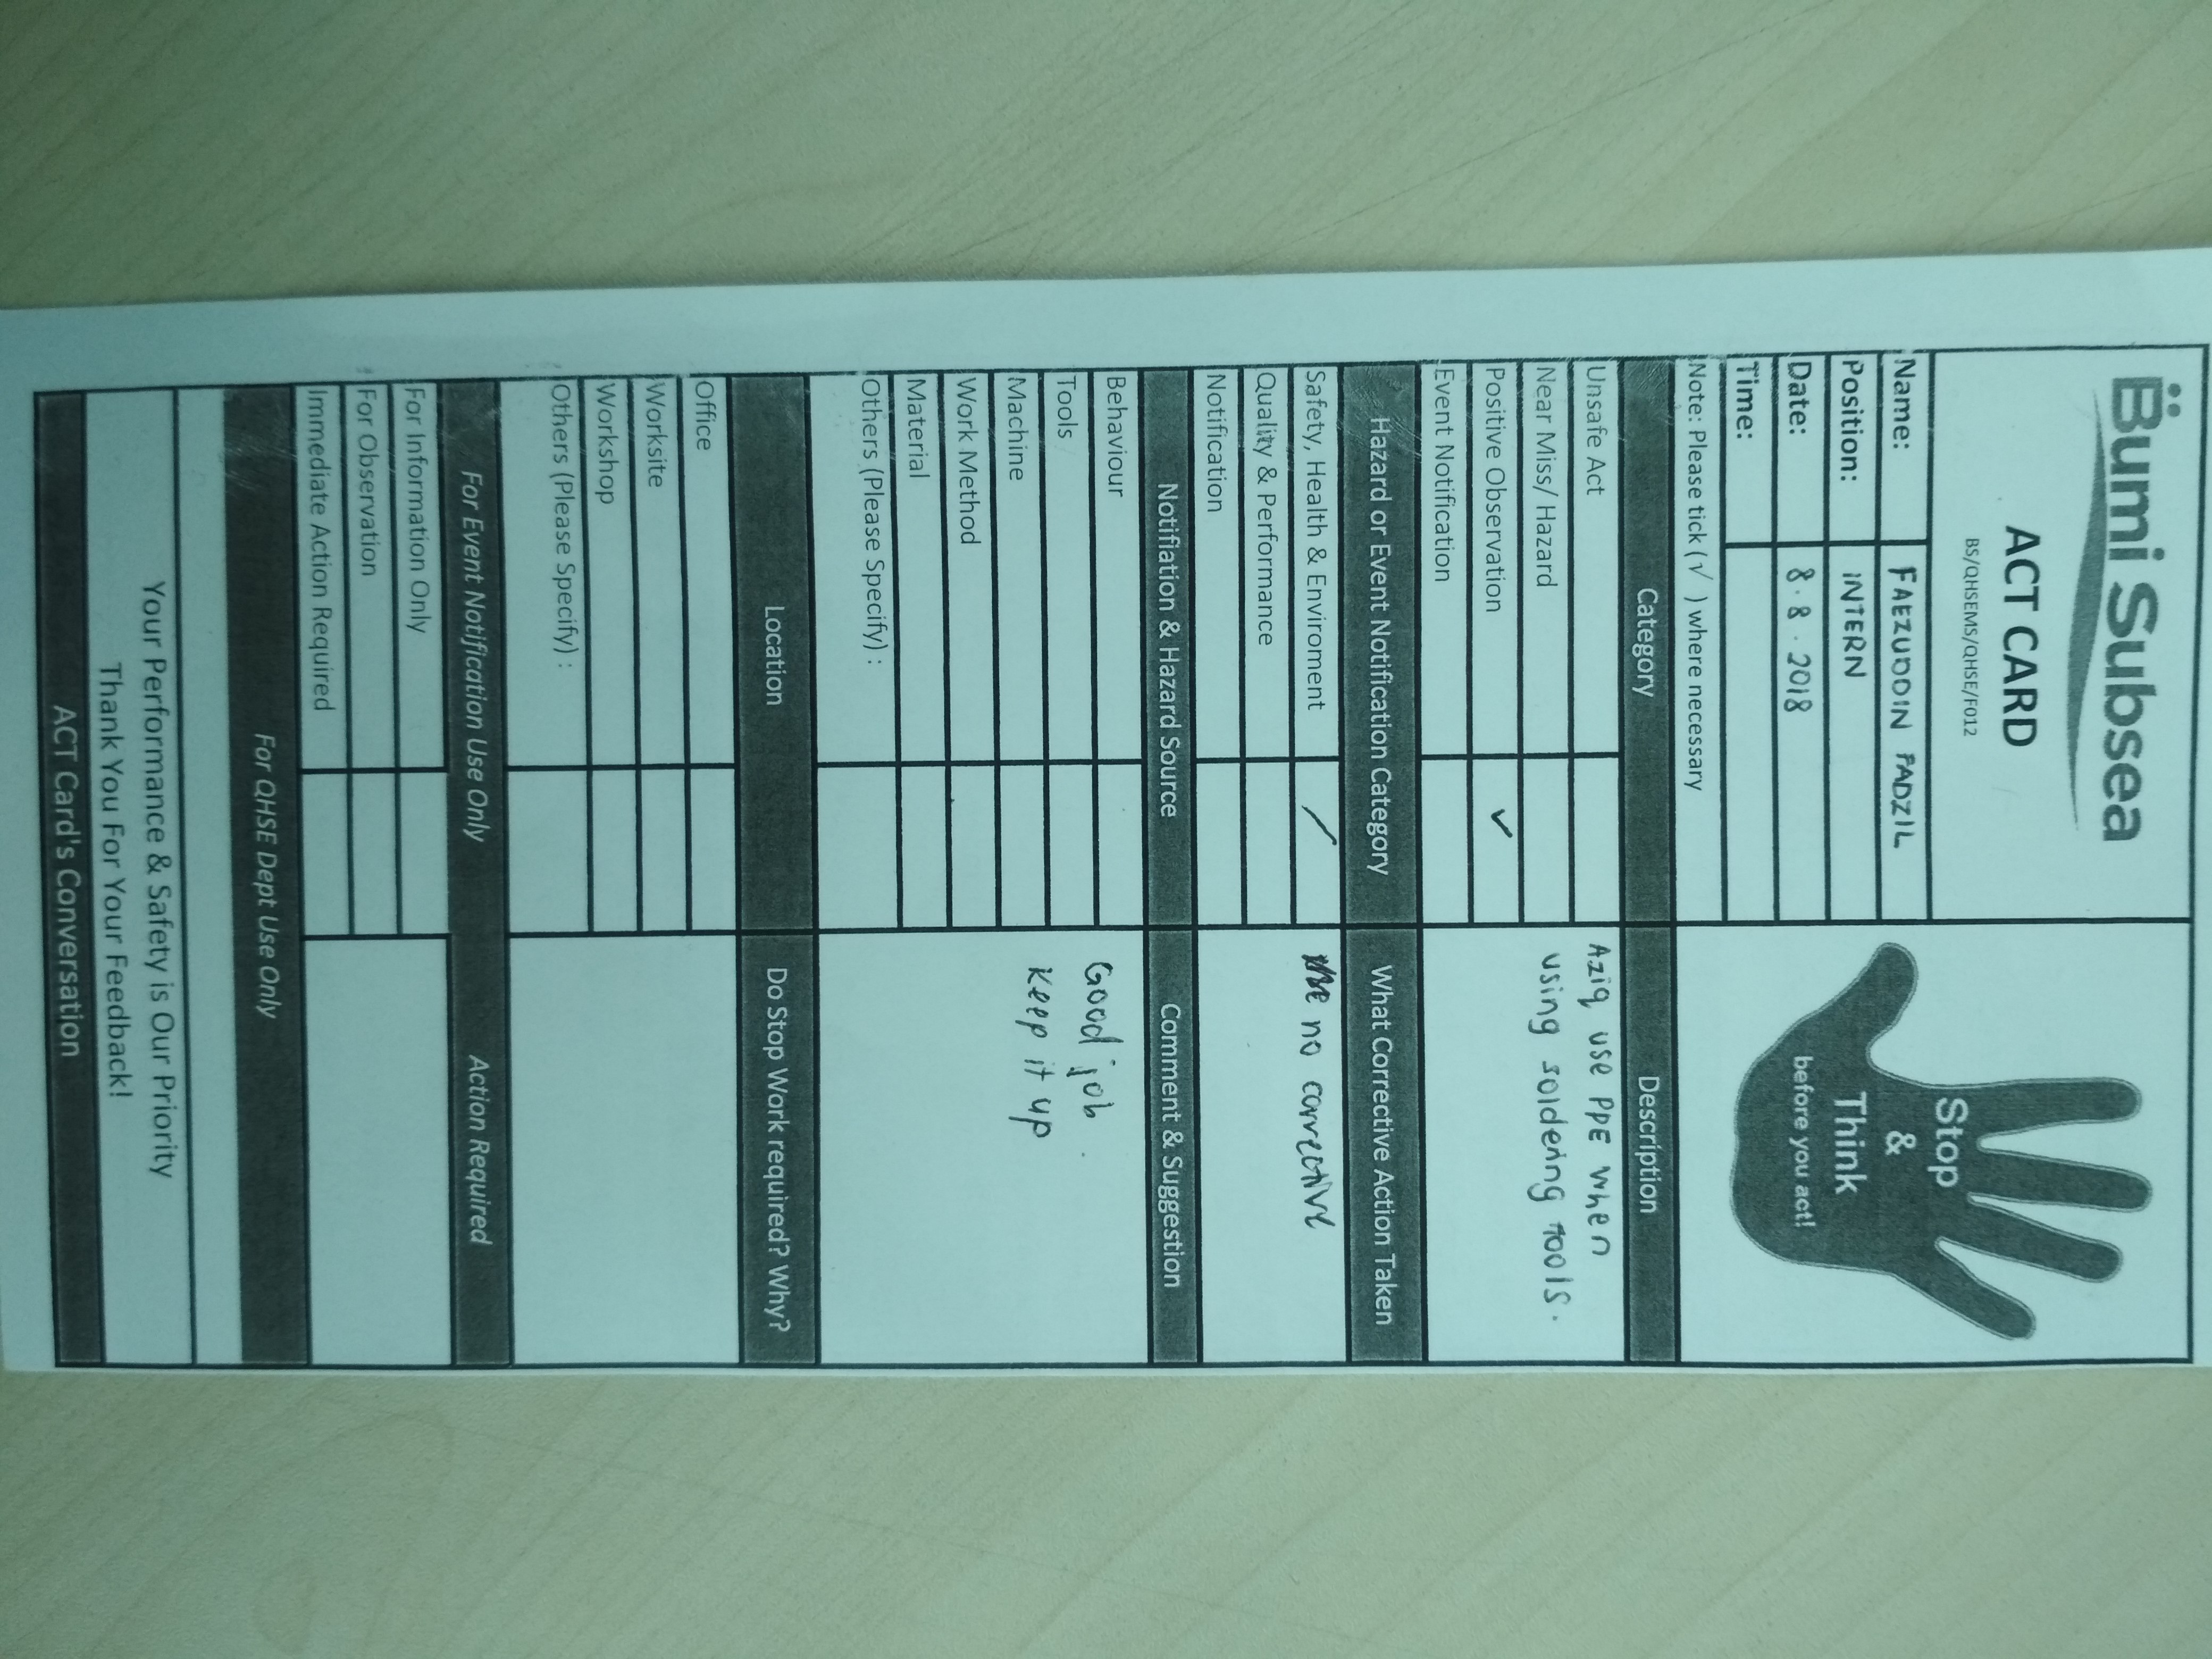 Bumi Subsea
ACT CARD
BS/QHSEMS/QHSE/F012
Stop
&
Think
before you act!
Name: FAEZUDDIN FADZIL
Position: INTERN
Date: 8.8.2018
Time:
Note: Please tick (√ ) where necessary
Category Description
Unsafe Act
Near Miss/ Hazard
Positive Observation ✓
Event Notification
Aziq use PPE when
using soldering tools.
Hazard or Event Notification Category What Corrective Action Taken
Safety, Health & Enviroment / no corrective
Quality & Performance
Notification
Notifiation & Hazard Source Comment & Suggestion
Behaviour
Tools
Machine
Work Method
Material
Others (Please Specify) :
Good job.
Keep it up
Location Do Stop Work required? Why?
Office
Worksite
Workshop
Others (Please Specify) :
For Event Notification Use Only Action Required
For Information Only
For Observation
Immediate Action Required
For QHSE Dept Use Only
Your Performance & Safety is Our Priority
Thank You For Your Feedback!
ACT Card's Conversation